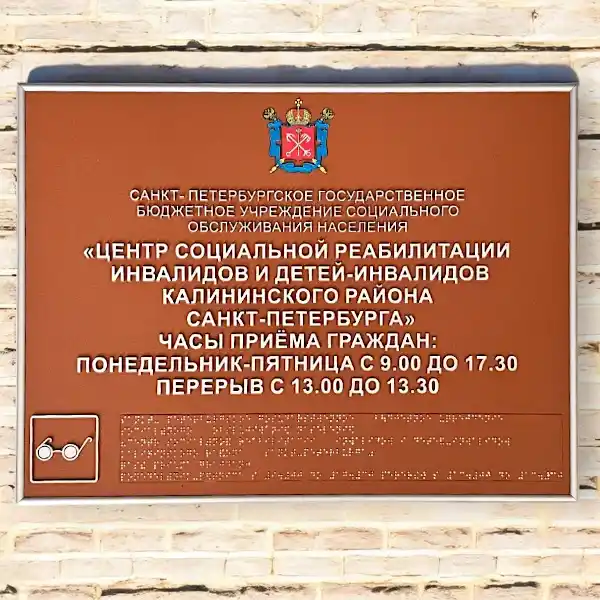 САНКТ- ПЕТЕРБУРГСКОЕ ГОСУДАРСТВЕННОЕ
БЮДЖЕТНОЕ УЧРЕЖДЕНИЕ СОЦИАЛЬНОГО
ОБСЛУЖИВАНИЯ НАСЕЛЕНИЯ
«ЦЕНТР СОЦИАЛЬНОЙ РЕАБИЛИТАЦИИ
ИНВАЛИДОВ И ДЕТЕЙ-ИНВАЛИДОВ
КАЛИНИНСКОГО РАЙОНА
САНКТ-ПЕТЕРБУРГА»
ЧАСЫ ПРИЁМА ГРАЖДАН:
ПОНЕДЕЛЬНИК-ПЯТНИЦА С 9.00 ДО 17.30
ПЕРЕРЫВ С 13.00 ДО 13.30